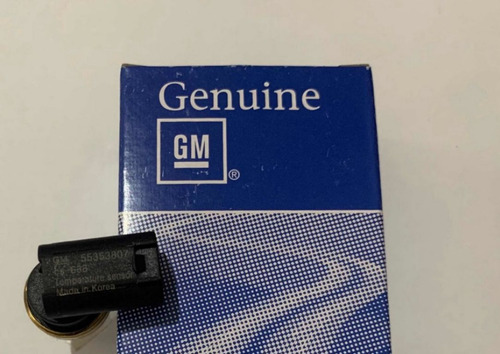 Genuine
GM
®
GM 55353807
Temperature sensor
Made in Korea